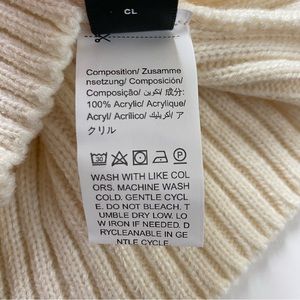 CL
Composition/ Zusamme
nsetzung/ Composición/
Composição/ تكوين/ 成分:
100% Acrylic/ Acrylique/
Acryl/ Acrílico/ أكريليك/ ア
クリル
WASH WITH LIKE COL
ORS. MACHINE WASH
COLD. GENTLE CYCL
E. DO NOT BLEACH. T
UMBLE DRY LOW. LO
W IRON IF NEEDED. D
RYCLEANABLE IN GE
NTLE CYCLE